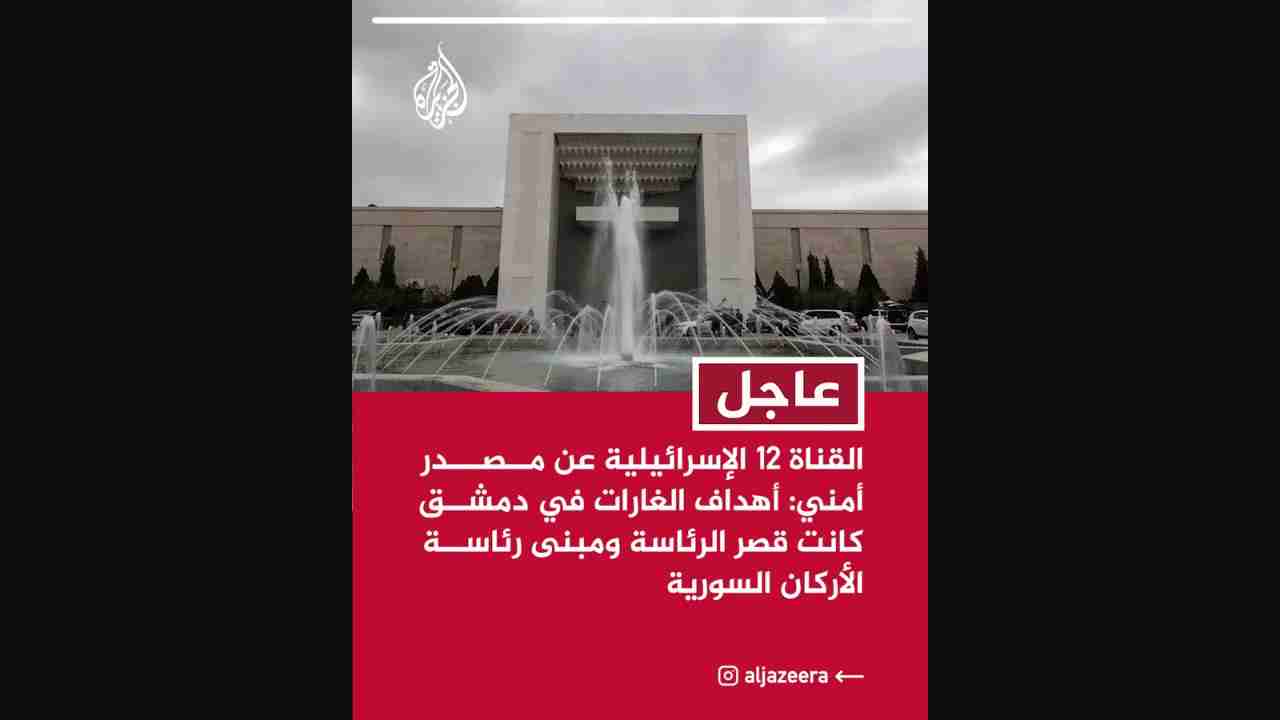 الجزيرة
عاجل
القناة 12 الإسرائيلية عن مصدر
أمني: أهداف الغارات في دمشق
كانت قصر الرئاسة ومبنى رئاسة
الأركان السورية
aljazeera